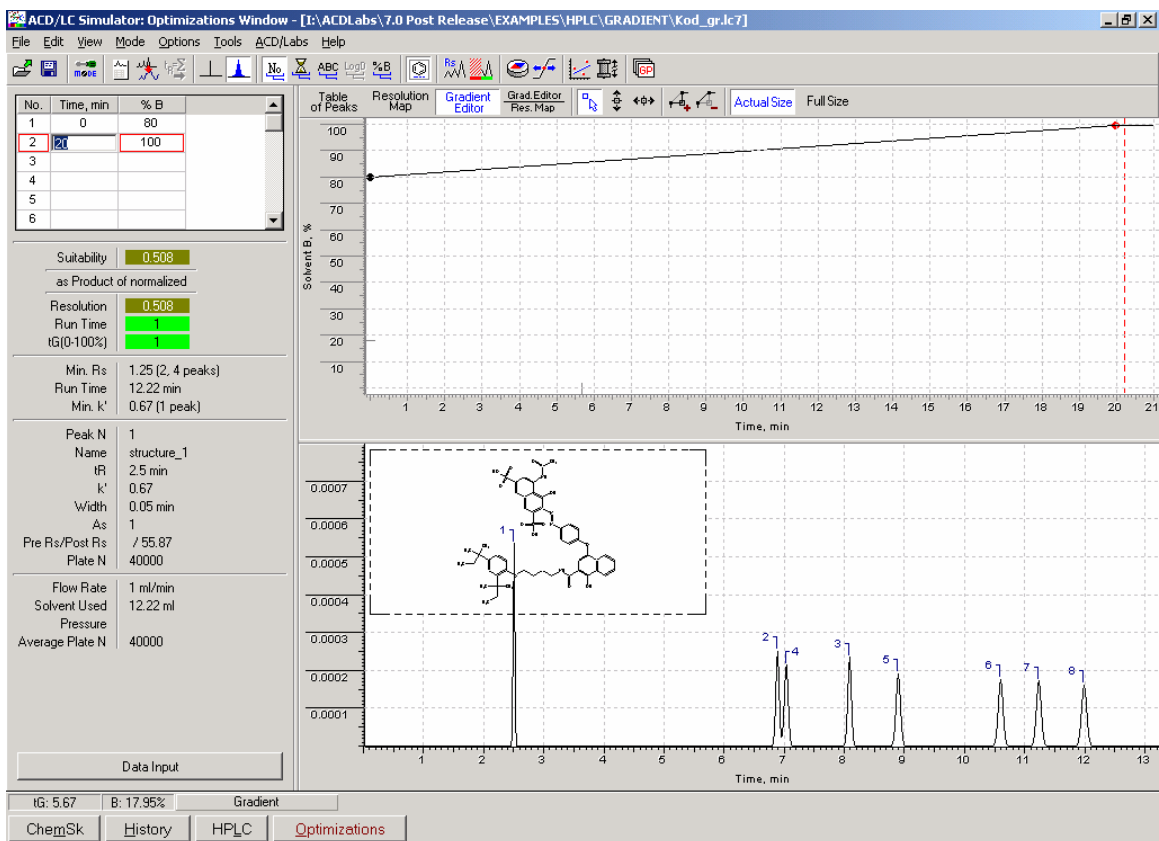 ACD/LC Simulator: Optimizations Window - [I:\ACDLabs\7.0 Post Release\EXAMPLES\HPLC\GRADIENT\Kod_gr.lc7]
File Edit View Mode Options Tools ACD/Labs Help
MODE No ABC LogD %B Rs GP
No. Time, min % B
1 0 80
2 20 100
3
4
5
6
Suitability 0.508
as Product of normalized
Resolution 0.508
Run Time 1
tG(0-100%) 1
Min. Rs 1.25 (2, 4 peaks)
Run Time 12.22 min
Min. k' 0.67 (1 peak)
Peak N 1
Name structure_1
tR 2.5 min
k' 0.67
Width 0.05 min
As 1
Pre Rs/Post Rs / 55.87
Plate N 40000
Flow Rate 1 ml/min
Solvent Used 12.22 ml
Pressure
Average Plate N 40000
Data Input
Table of Peaks Resolution Map Gradient Editor Grad.Editor Res. Map Actual Size Full Size
100
90
80
70
60
50
40
30
20
10
Solvent B, %
1 2 3 4 5 6 7 8 9 10 11 12 13 14 15 16 17 18 19 20 21
Time, min
0.0007
0.0006
0.0005
0.0004
0.0003
0.0002
0.0001
1 2 4 3 5 6 7 8
1 2 3 4 5 6 7 8 9 10 11 12 13
Time, min
tG: 5.67 B: 17.95% Gradient
ChemSk History HPLC Optimizations